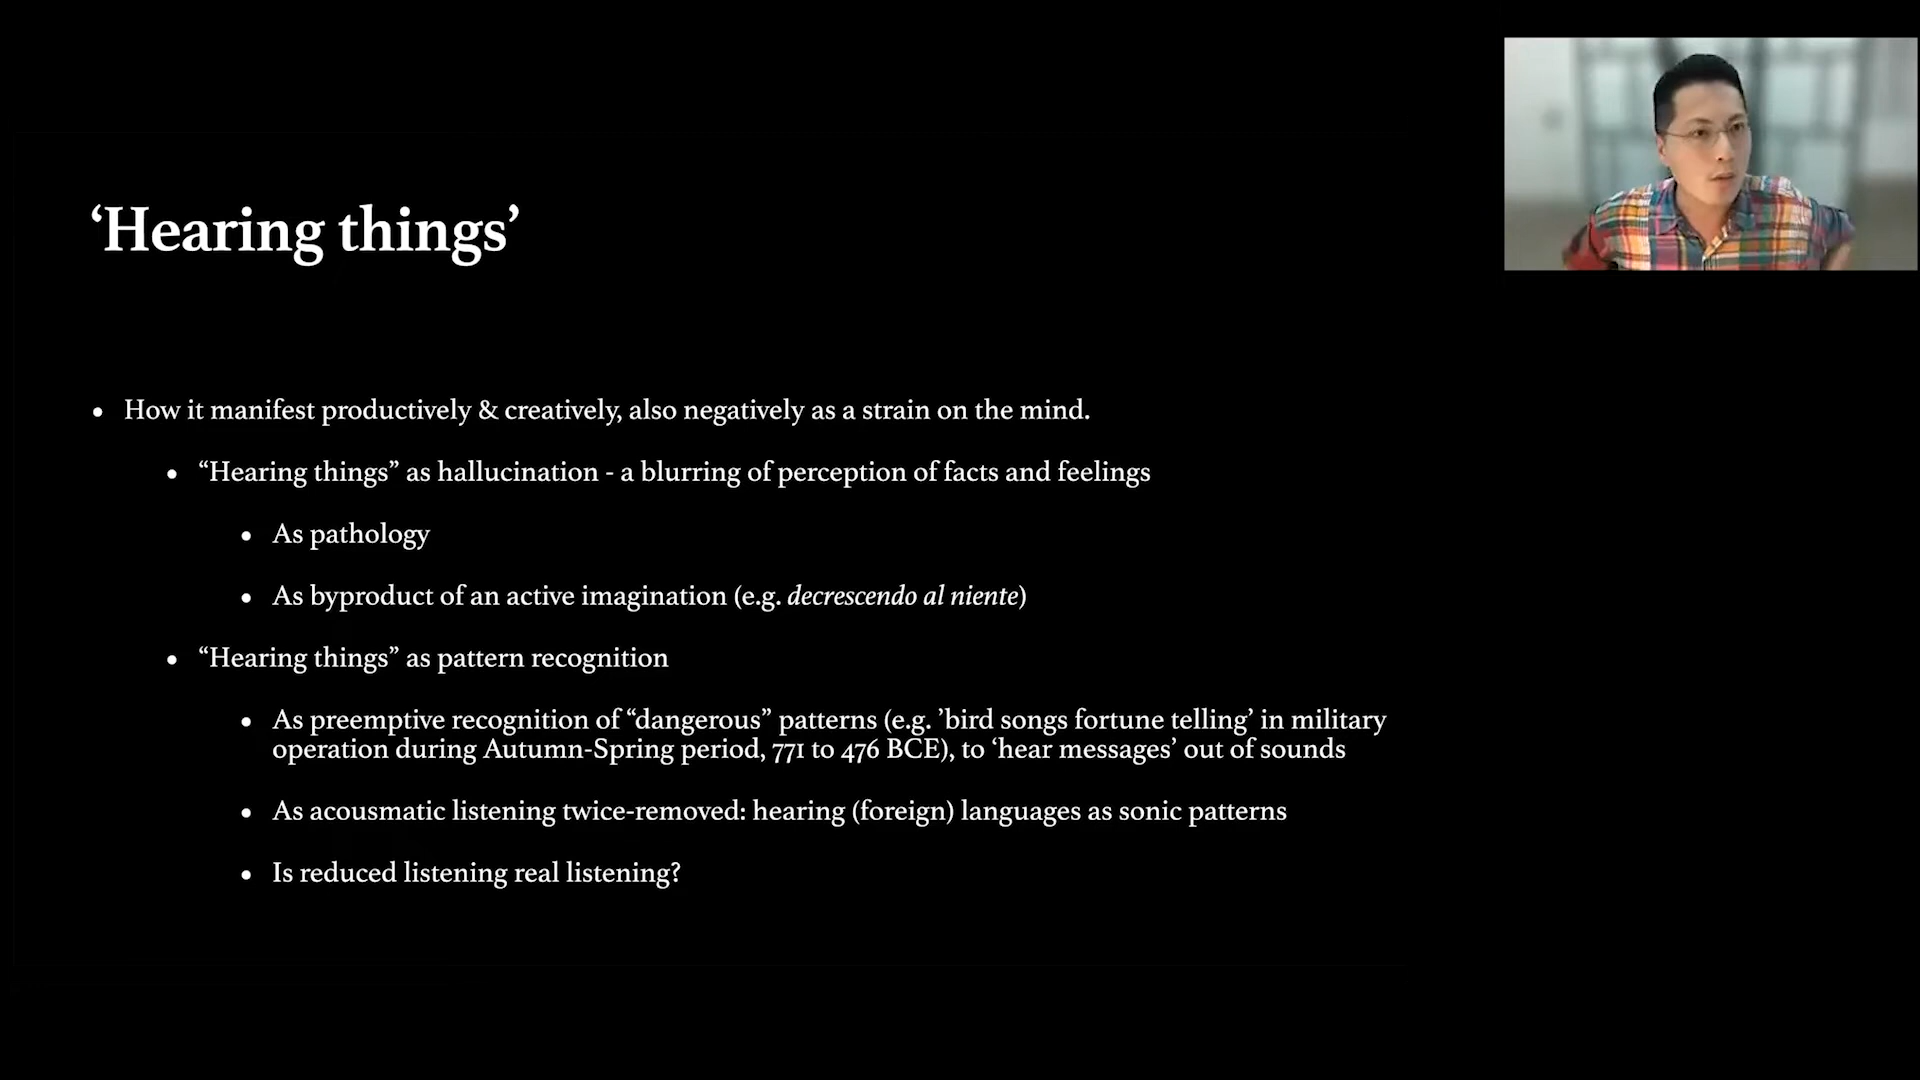 ‘Hearing things’
• How it manifest productively & creatively, also negatively as a strain on the mind.
• “Hearing things” as hallucination - a blurring of perception of facts and feelings
• As pathology
• As byproduct of an active imagination (e.g. decrescendo al niente)
• “Hearing things” as pattern recognition
• As preemptive recognition of “dangerous” patterns (e.g. ’bird songs fortune telling’ in military
operation during Autumn-Spring period, 771 to 476 BCE), to ‘hear messages’ out of sounds
• As acousmatic listening twice-removed: hearing (foreign) languages as sonic patterns
• Is reduced listening real listening?